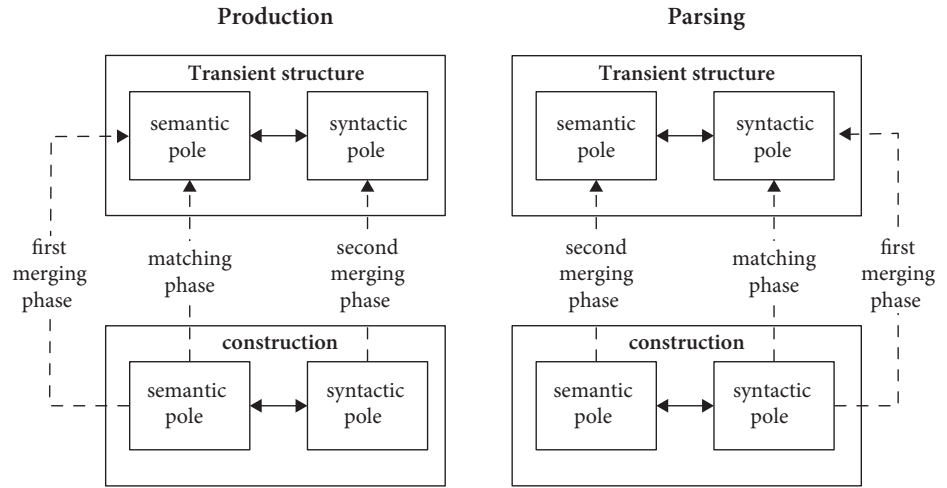 Production
Transient structure
semantic
pole
syntactic
pole
first
merging
phase
matching
phase
second
merging
phase
construction
semantic
pole
syntactic
pole
Parsing
Transient structure
semantic
pole
syntactic
pole
second
merging
phase
matching
phase
first
merging
phase
construction
semantic
pole
syntactic
pole